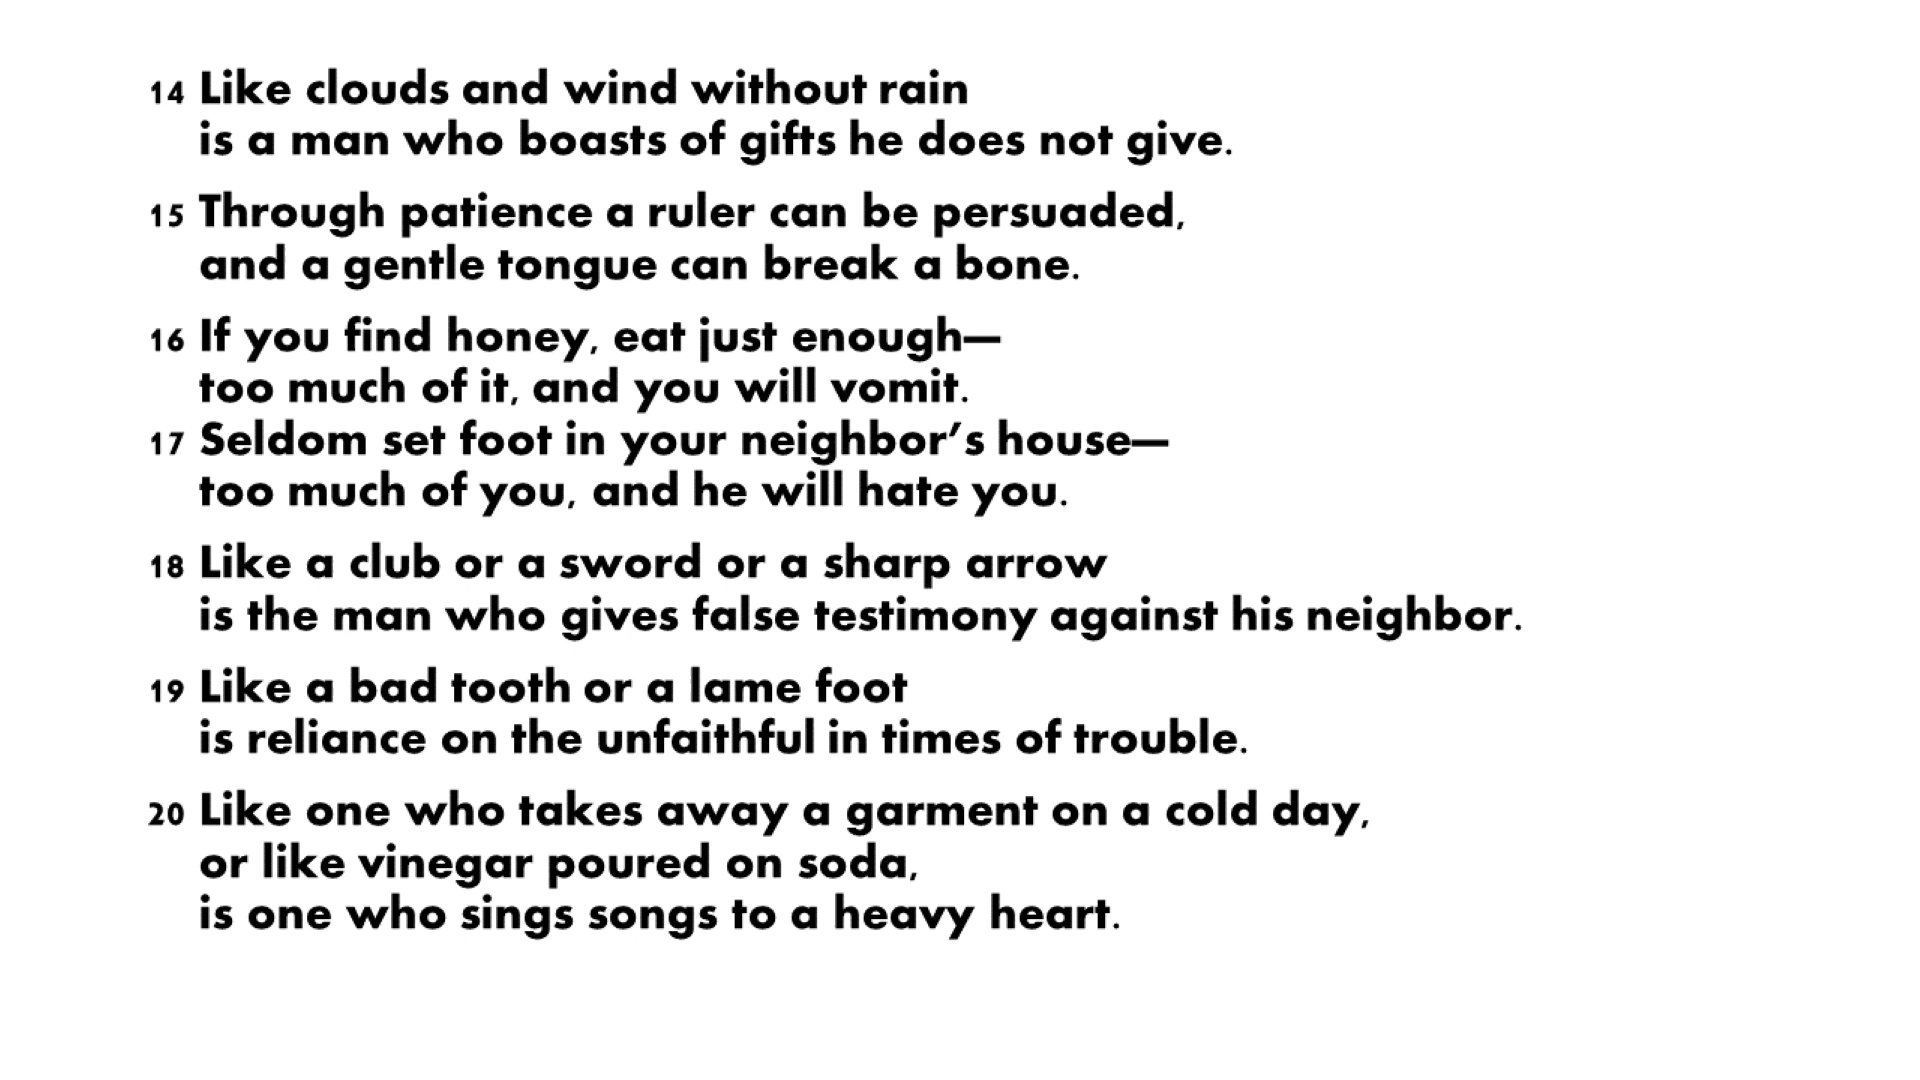 14 Like clouds and wind without rain
is a man who boasts of gifts he does not give.
15 Through patience a ruler can be persuaded,
and a gentle tongue can break a bone.
16 If you find honey, eat just enough—
too much of it, and you will vomit.
17 Seldom set foot in your neighbor’s house—
too much of you, and he will hate you.
18 Like a club or a sword or a sharp arrow
is the man who gives false testimony against his neighbor.
19 Like a bad tooth or a lame foot
is reliance on the unfaithful in times of trouble.
20 Like one who takes away a garment on a cold day,
or like vinegar poured on soda,
is one who sings songs to a heavy heart.